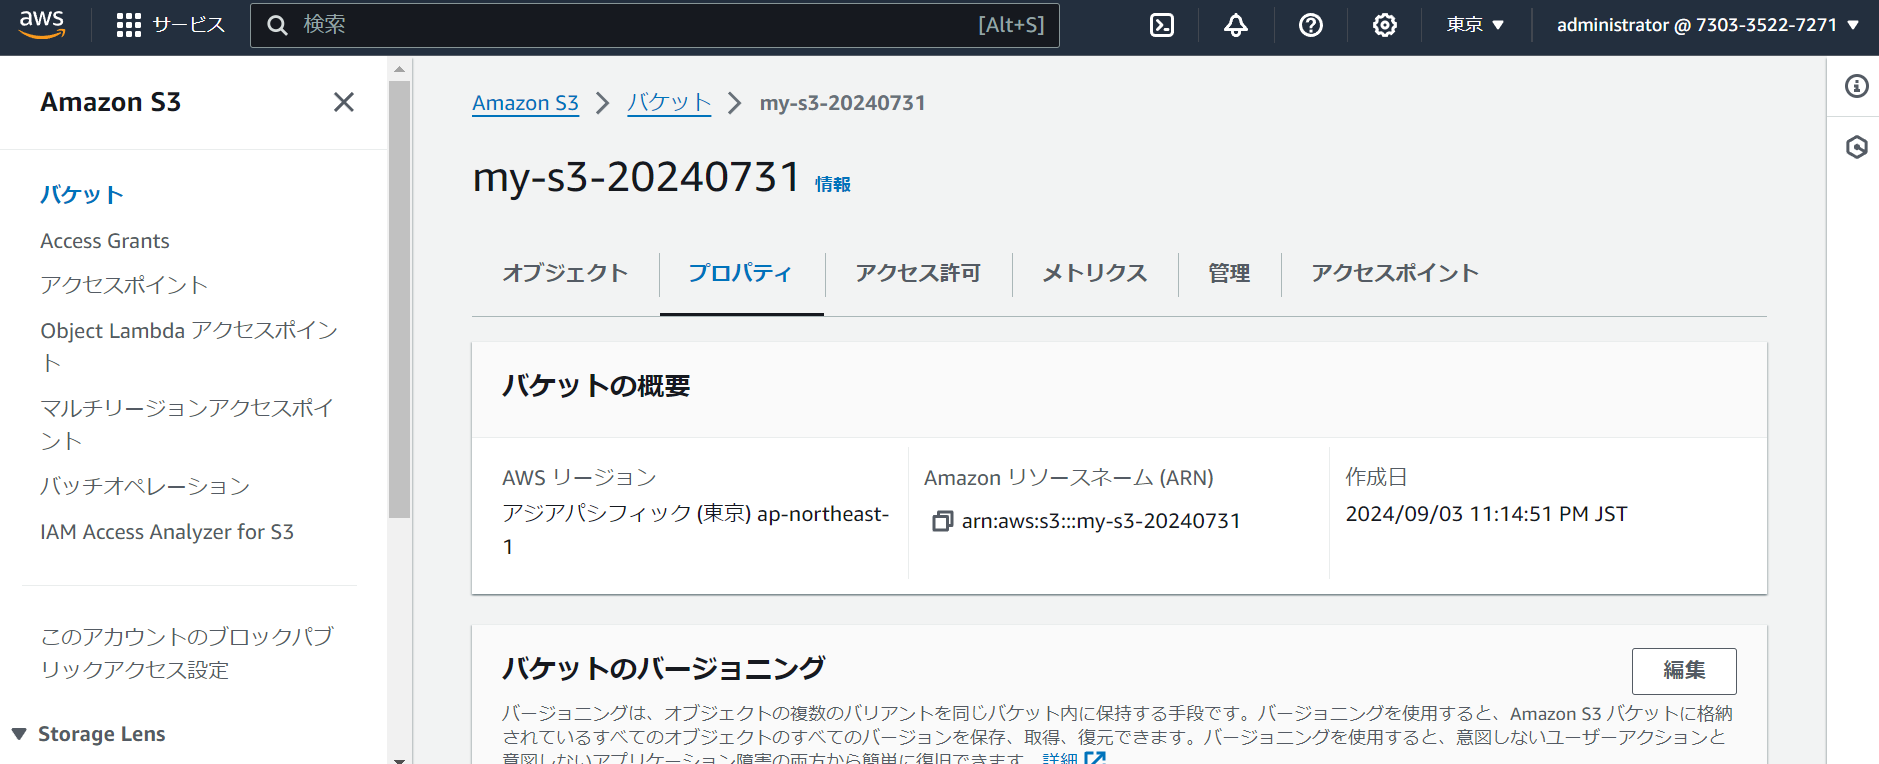 aws
サービス
検索
[Alt+S]
東京
administrator @ 7303-3522-7271
Amazon S3
バケット
Access Grants
アクセスポイント
Object Lambda アクセスポイン
ト
マルチリージョンアクセスポイ
ント
バッチオペレーション
IAM Access Analyzer for S3
このアカウントのブロックパブ
リックアクセス設定
Storage Lens
Amazon S3
バケット
my-s3-20240731
my-s3-20240731 情報
オブジェクト
プロパティ
アクセス許可
メトリクス
管理
アクセスポイント
バケットの概要
AWS リージョン
アジアパシフィック (東京) ap-northeast-
1
Amazon リソースネーム (ARN)
arn:aws:s3:::my-s3-20240731
作成日
2024/09/03 11:14:51 PM JST
バケットのバージョニング
編集
バージョニングは、オブジェクトの複数のバリアントを同じバケット内に保持する手段です。バージョニングを使用すると、Amazon S3 バケットに格納
されているすべてのオブジェクトのすべてのバージョンを保存、取得、復元できます。バージョニングを使用すると、意図しないユーザーアクションと
意図しないアプリケーション障害の両方から簡単に復旧できます。詳細